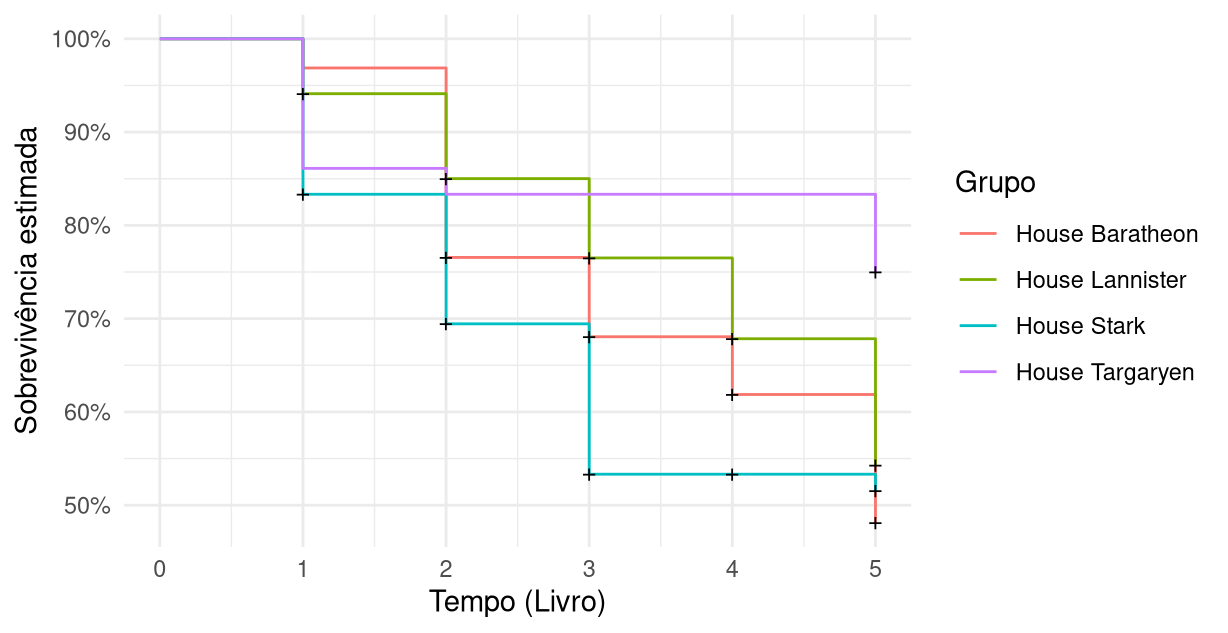 Sobrevivência estimada
100%
90%
80%
70%
60%
50%
0 1 2 3 4 5
Tempo (Livro)
Grupo
House Baratheon
House Lannister
House Stark
House Targaryen